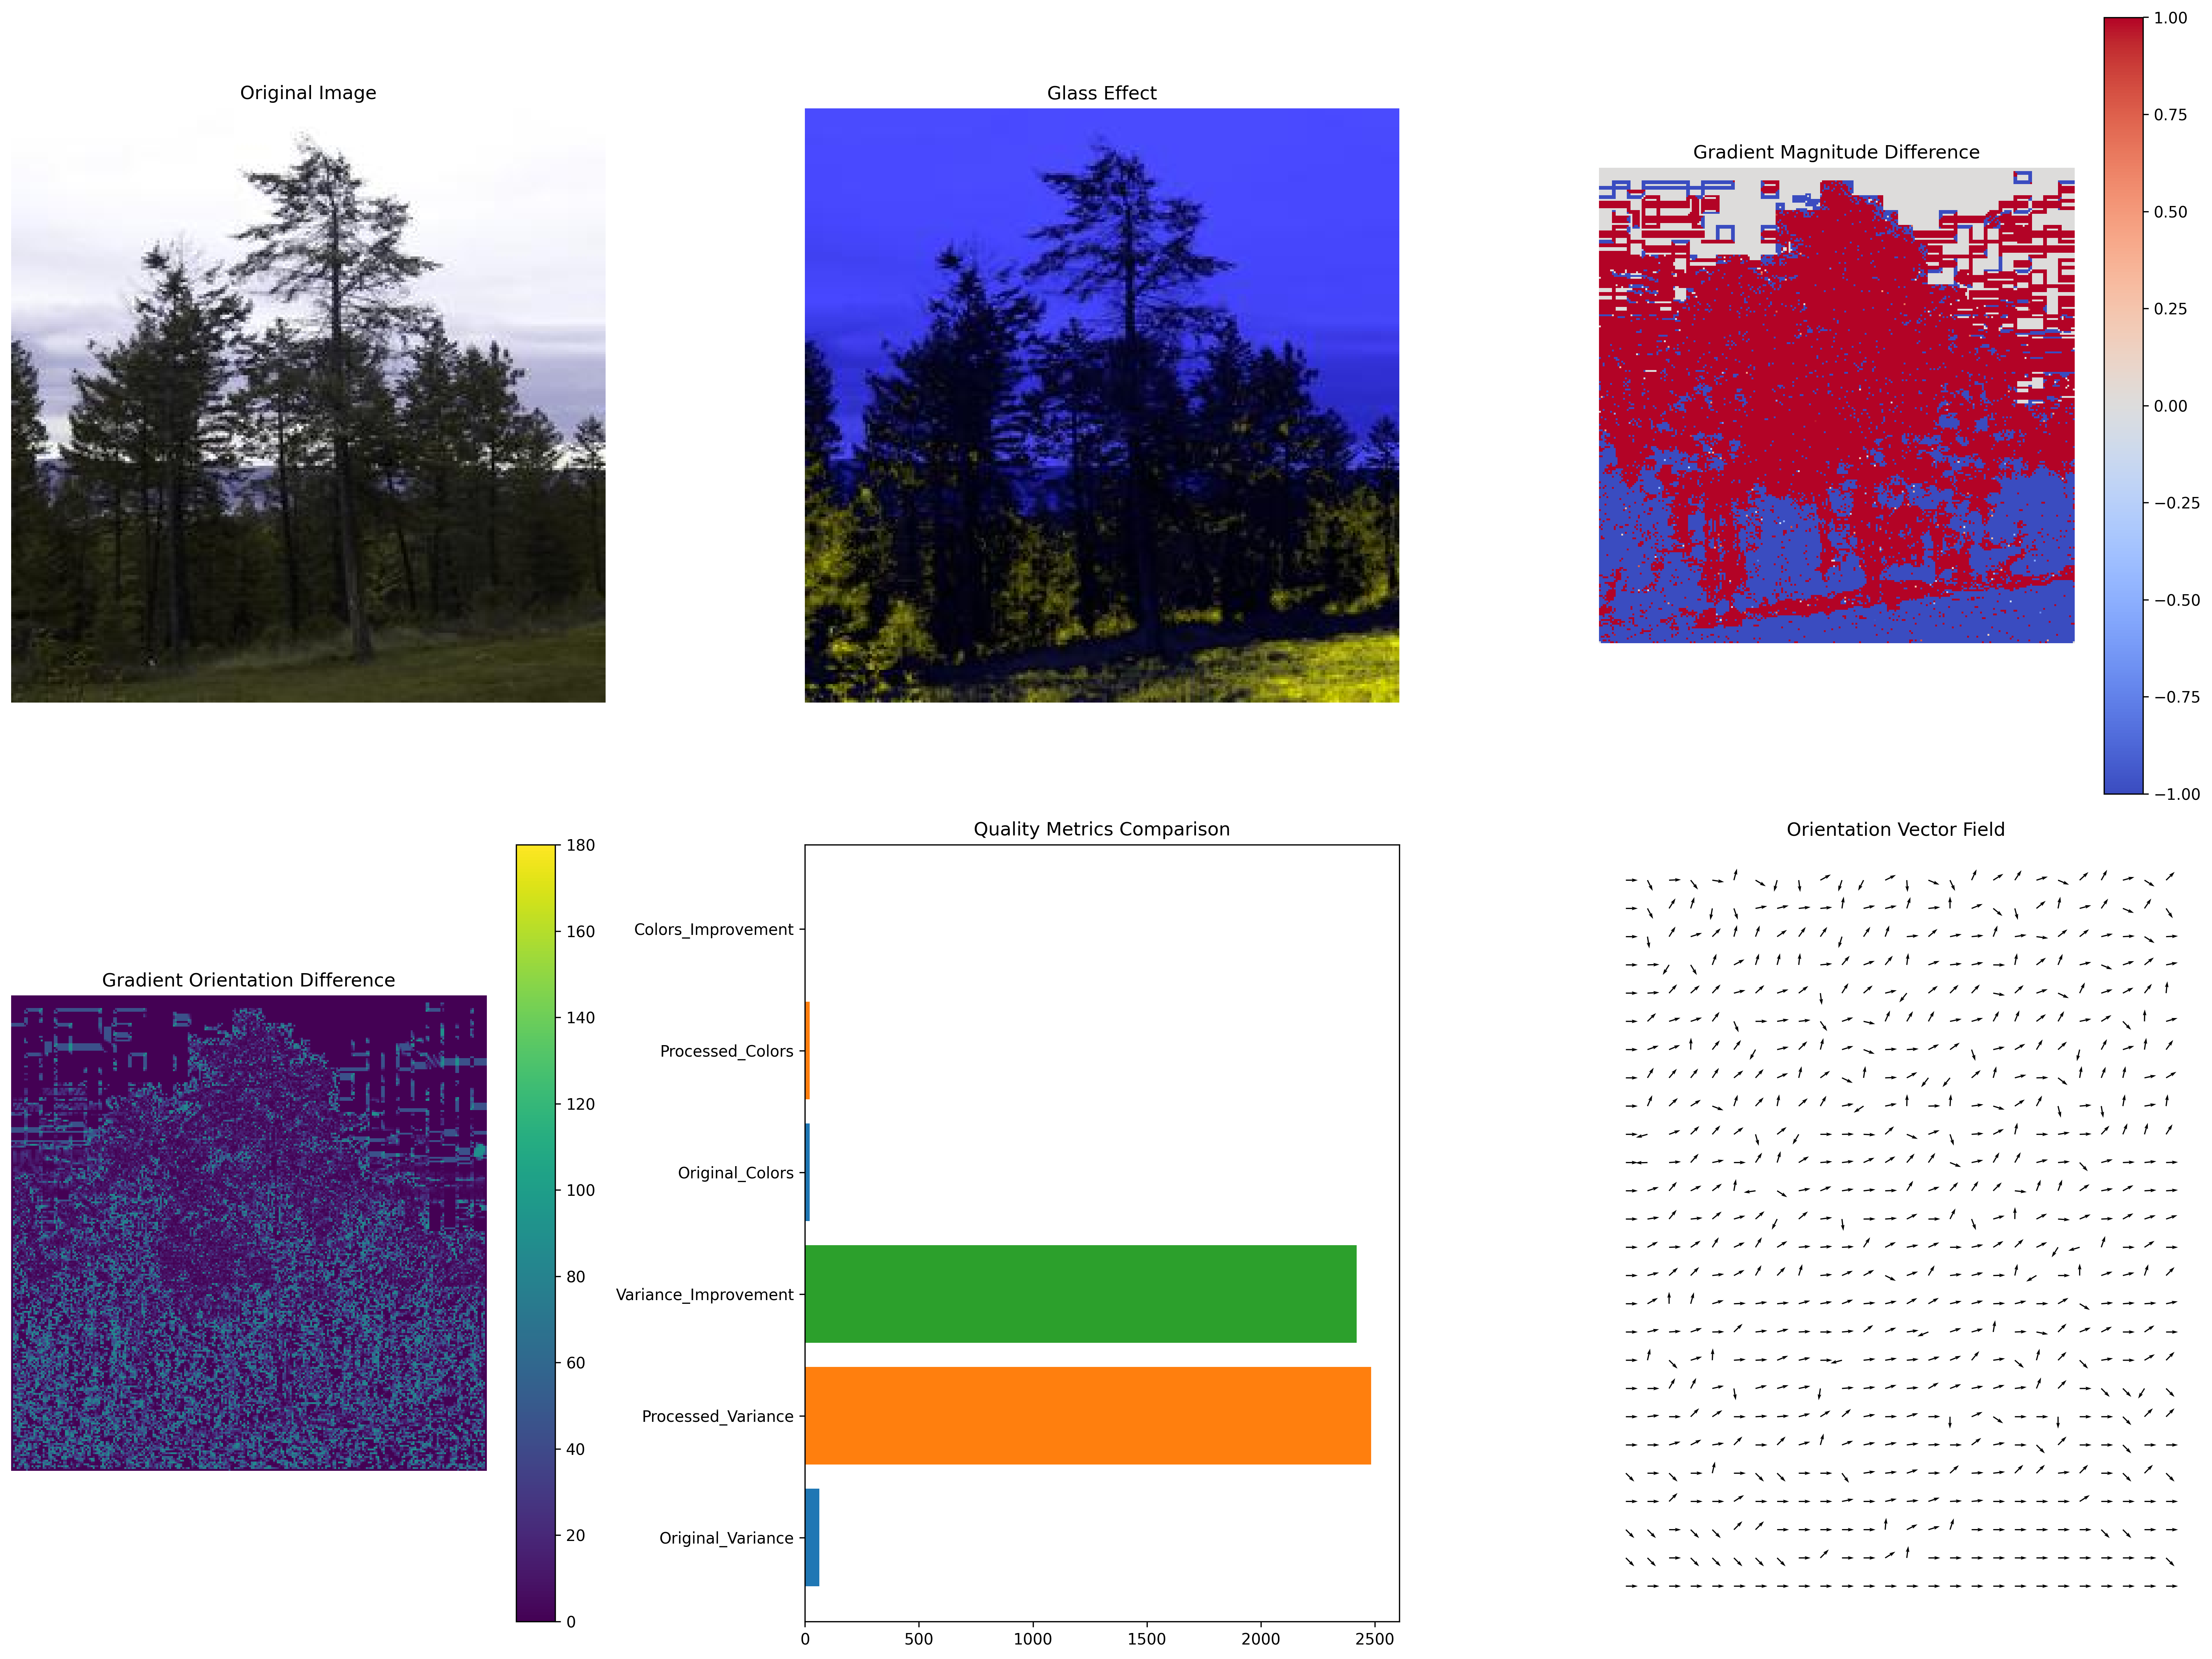 Original Image
Glass Effect
Gradient Magnitude Difference
1.00
0.75
0.50
0.25
0.00
−0.25
−0.50
−0.75
−1.00
Gradient Orientation Difference
180
160
140
120
100
80
60
40
20
0
Quality Metrics Comparison
Colors_Improvement
Processed_Colors
Original_Colors
Variance_Improvement
Processed_Variance
Original_Variance
0 500 1000 1500 2000 2500
Orientation Vector Field